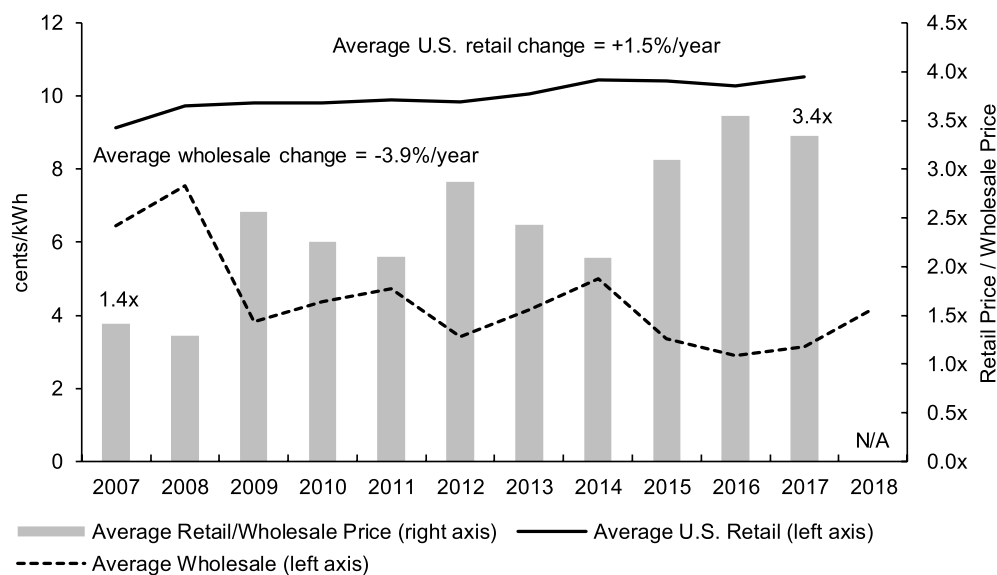 12
10
8
6
4
2
0
cents/kWh
Average U.S. retail change = +1.5%/year
Average wholesale change = -3.9%/year
1.4x
3.4x
N/A
4.5x
4.0x
3.5x
3.0x
2.5x
2.0x
1.5x
1.0x
0.5x
0.0x
Retail Price / Wholesale Price
2007 2008 2009 2010 2011 2012 2013 2014 2015 2016 2017 2018
Average Retail/Wholesale Price (right axis) Average U.S. Retail (left axis)
Average Wholesale (left axis)